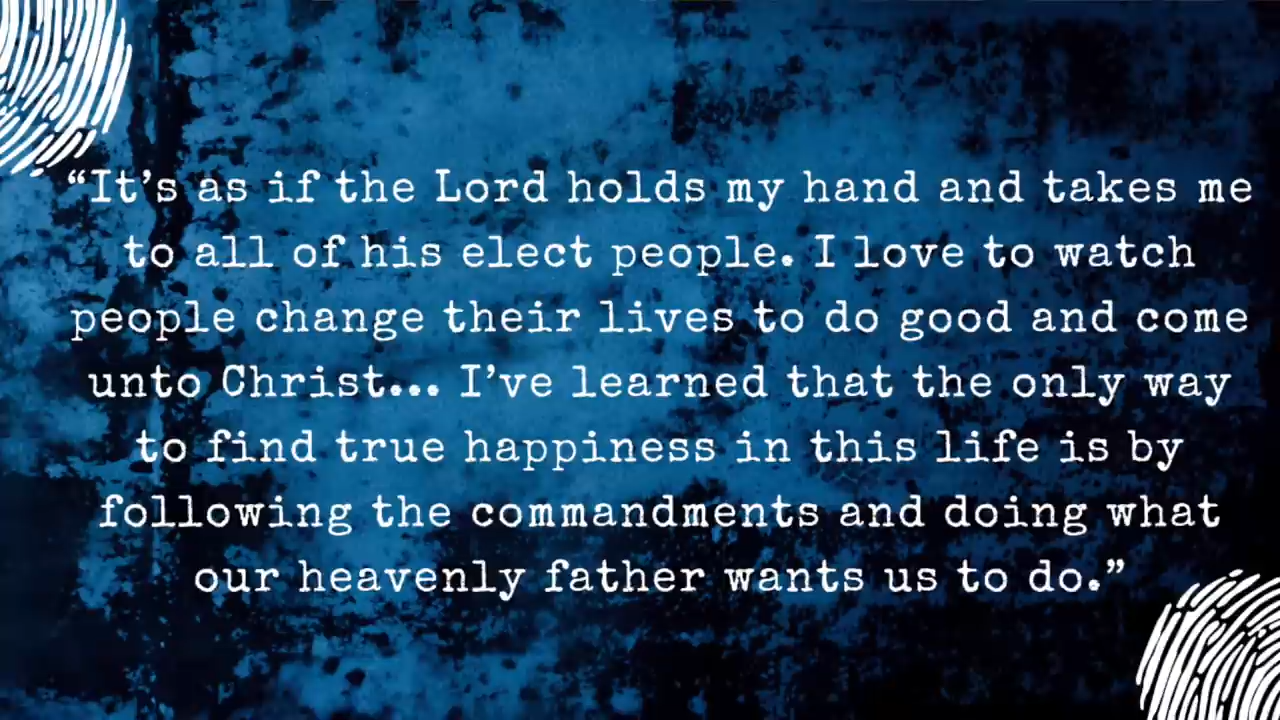 “It’s as if the Lord holds my hand and takes me
to all of his elect people. I love to watch
people change their lives to do good and come
unto Christ... I’ve learned that the only way
to find true happiness in this life is by
following the commandments and doing what
our heavenly father wants us to do.”